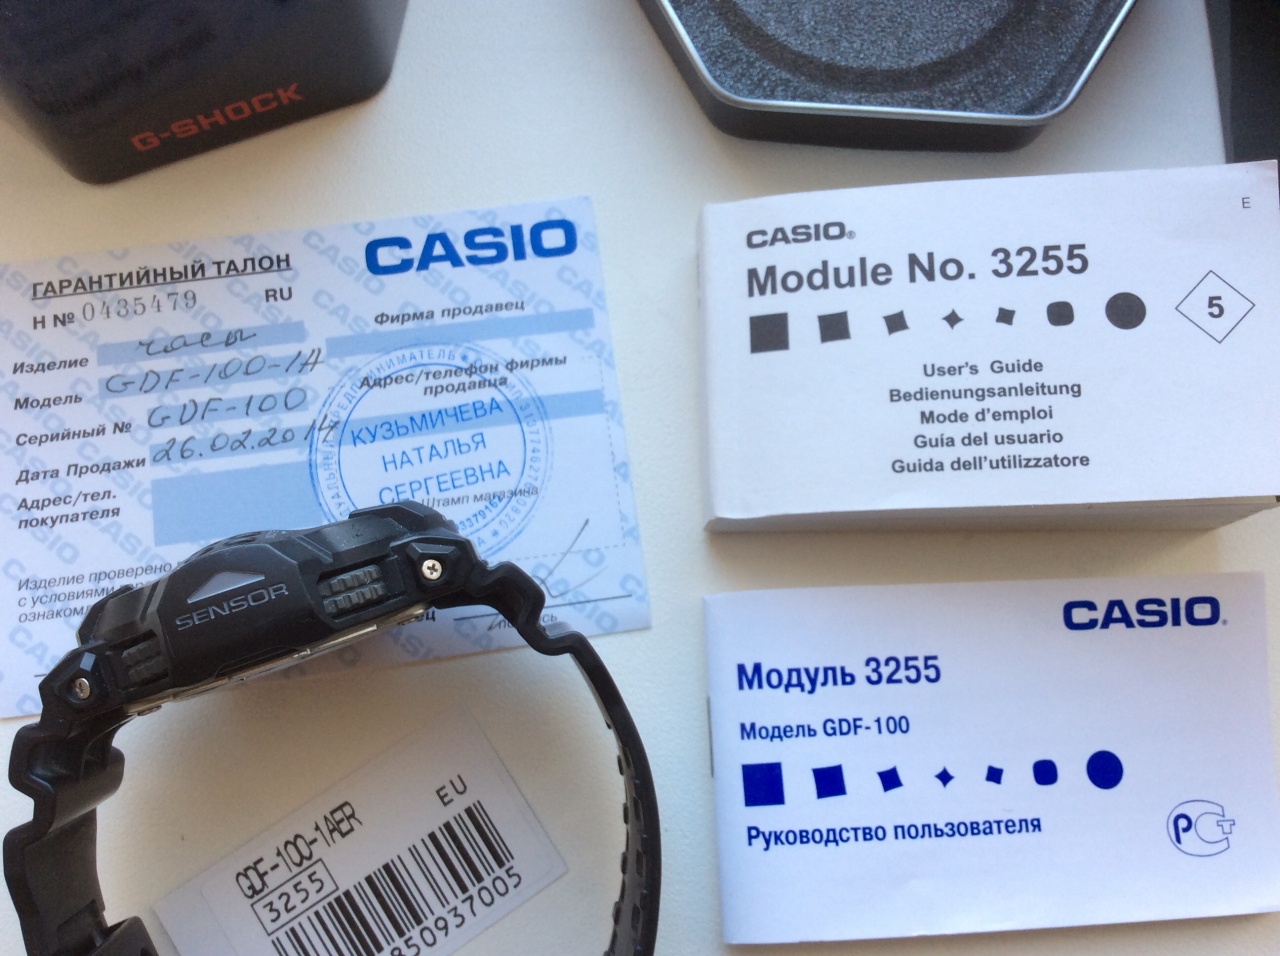 G-SHOCK
CASIO
ГАРАНТИЙНЫЙ ТАЛОН
Н № 0435479 RU
Изделие часы
Модель GDF-100-1A
Серийный № GDF-100
Дата Продажи 26.02.2014
Адрес/тел.
покупателя
Фирма продавец
Адрес/телефон фирмы
продавца
КУЗЬМИЧЕВА
НАТАЛЬЯ
СЕРГЕЕВНА
Штамп магазина
Изделие проверено
с условиями
SENSOR
GDF-100-1AER
EU
3255
850937005
E
CASIO®
Module No. 3255
5
User's Guide
Bedienungsanleitung
Mode d'emploi
Guía del usuario
Guida dell'utilizzatore
CASIO®
Модуль 3255
Модель GDF-100
Руководство пользователя
РСТ